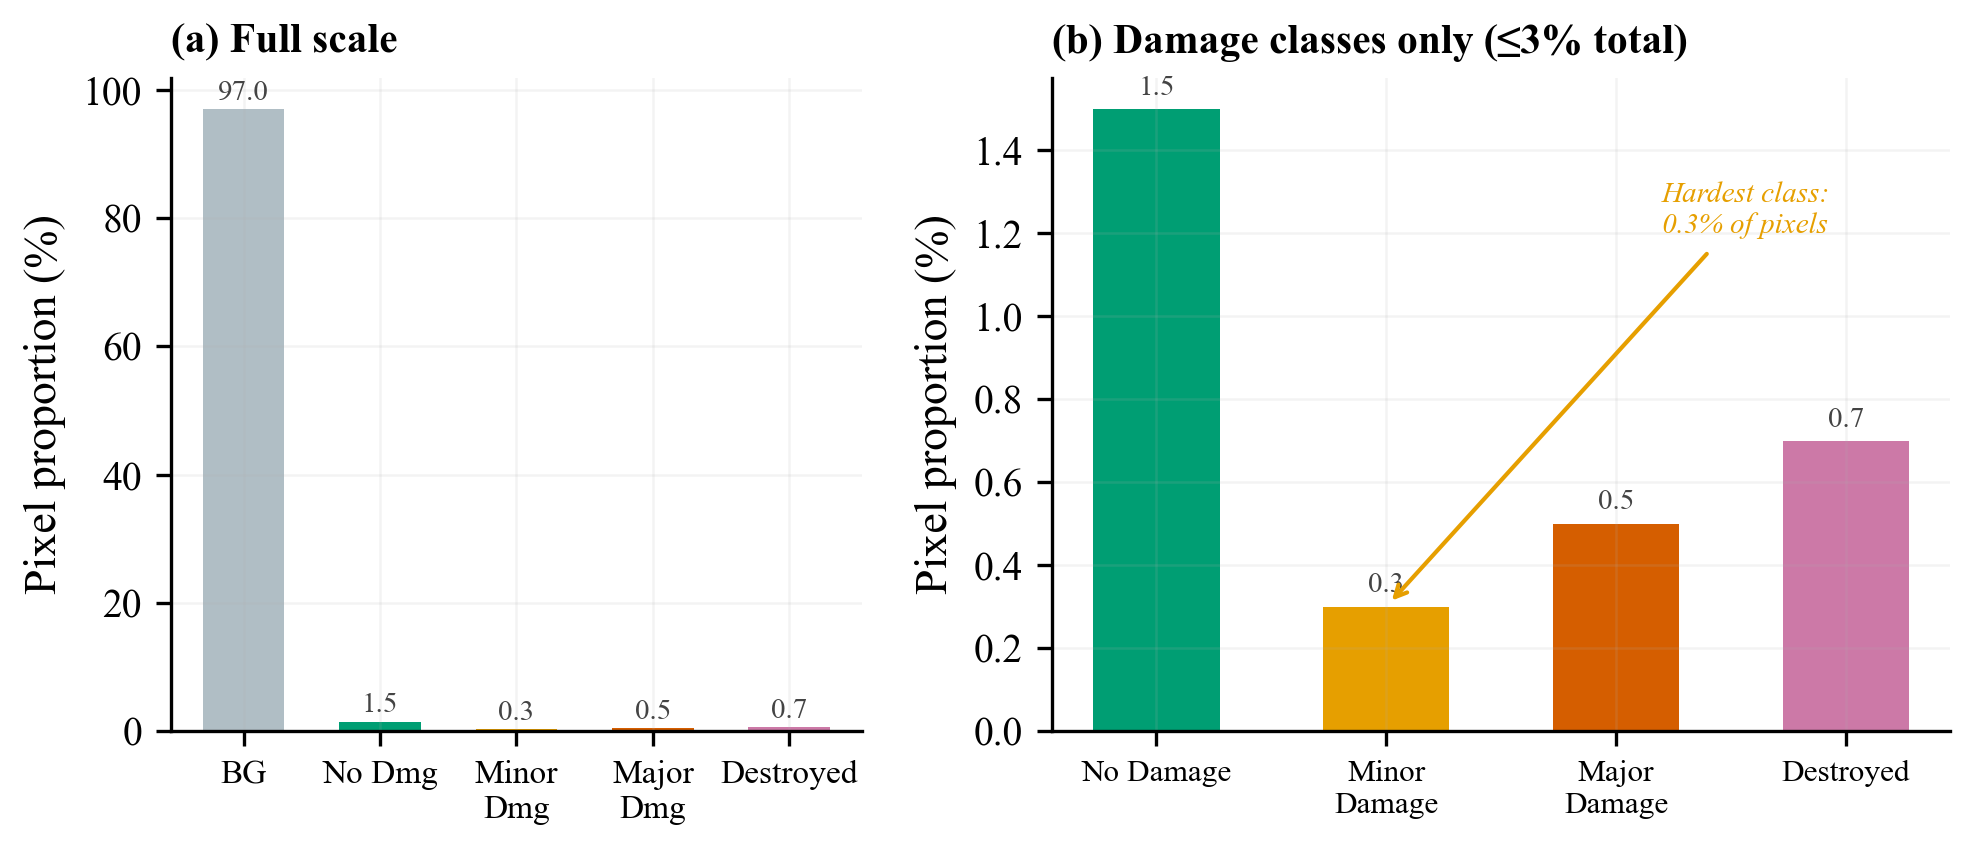 (a) Full scale
Pixel proportion (%)
100
80
60
40
20
0
97.0
1.5
0.3
0.5
0.7
BG
No Dmg
Minor
Dmg
Major
Dmg
Destroyed
(b) Damage classes only (≤3% total)
Pixel proportion (%)
1.4
1.2
1.0
0.8
0.6
0.4
0.2
0.0
1.5
0.3
0.5
0.7
Hardest class:
0.3% of pixels
No Damage
Minor
Damage
Major
Damage
Destroyed